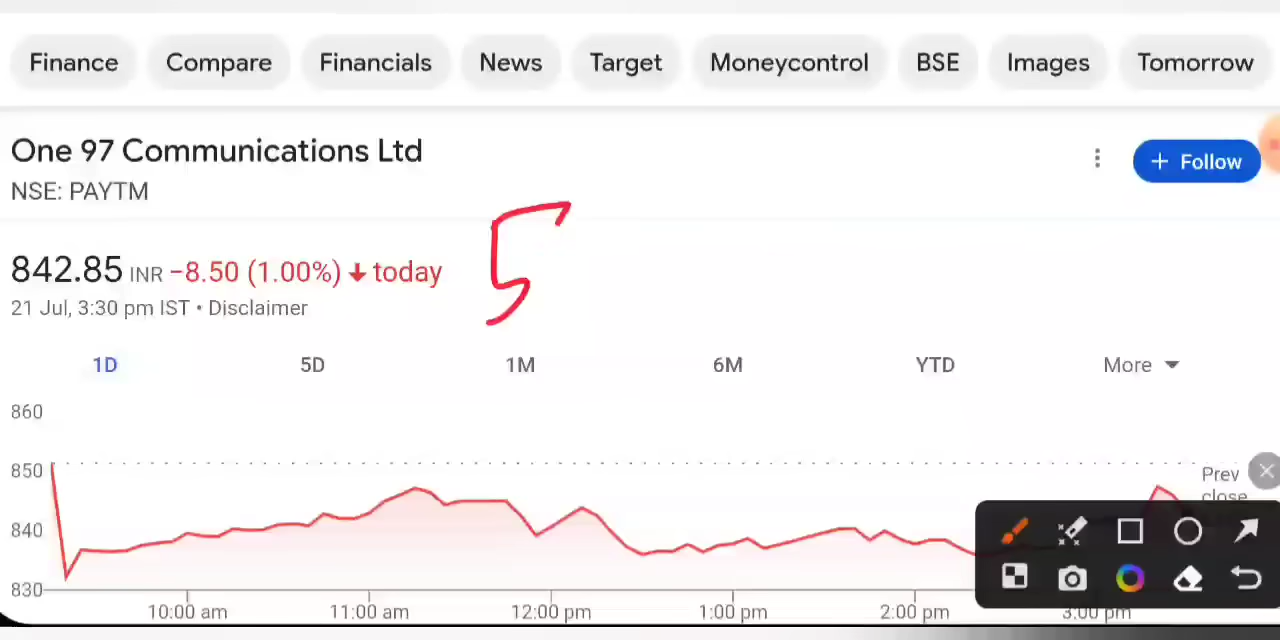 Finance Compare Financials News Target Moneycontrol BSE Images Tomorrow
One 97 Communications Ltd
+ Follow
NSE: PAYTM
5
842.85 INR −8.50 (1.00%) ↓ today
21 Jul, 3:30 pm IST • Disclaimer
1D 5D 1M 6M YTD More
860
850
Prev
close
840
830
10:00 am 11:00 am 12:00 pm 1:00 pm 2:00 pm 3:00 pm